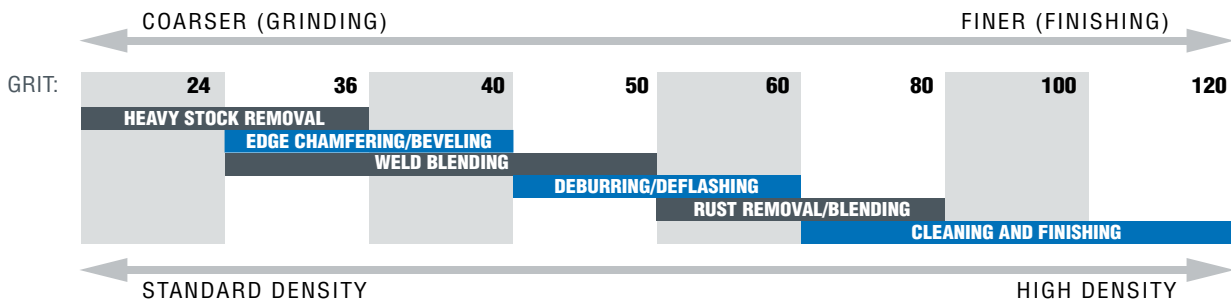 COARSER (GRINDING) FINER (FINISHING)
GRIT: 24 36 40 50 60 80 100 120
HEAVY STOCK REMOVAL
EDGE CHAMFERING/BEVELING
WELD BLENDING
DEBURRING/DEFLASHING
RUST REMOVAL/BLENDING
CLEANING AND FINISHING
STANDARD DENSITY HIGH DENSITY